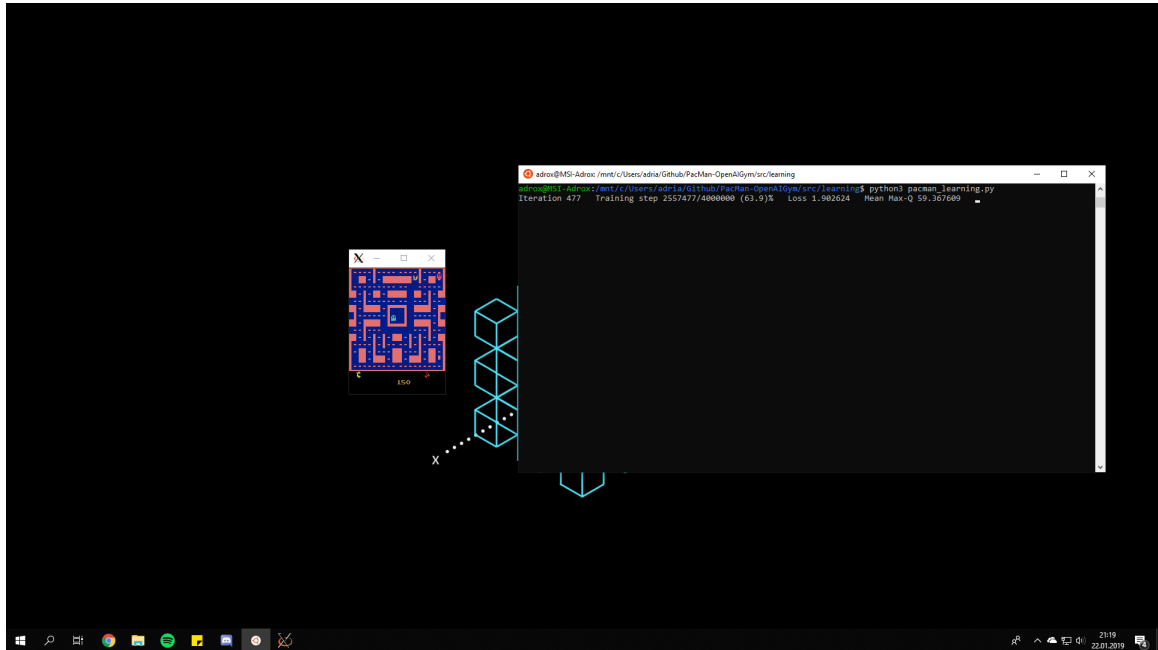 adrox@MSI-Adrox: /mnt/c/Users/adria/Github/PacMan-OpenAIGym/src/learning
adrox@MSI-Adrox:/mnt/c/Users/adria/Github/PacMan-OpenAIGym/src/learning$ python3 pacman_learning.py
Iteration 477 Training step 2557477/4000000 (63.9)% Loss 1.902624 Mean Max-Q 59.367609
150
X
21:19
22.01.2019
4